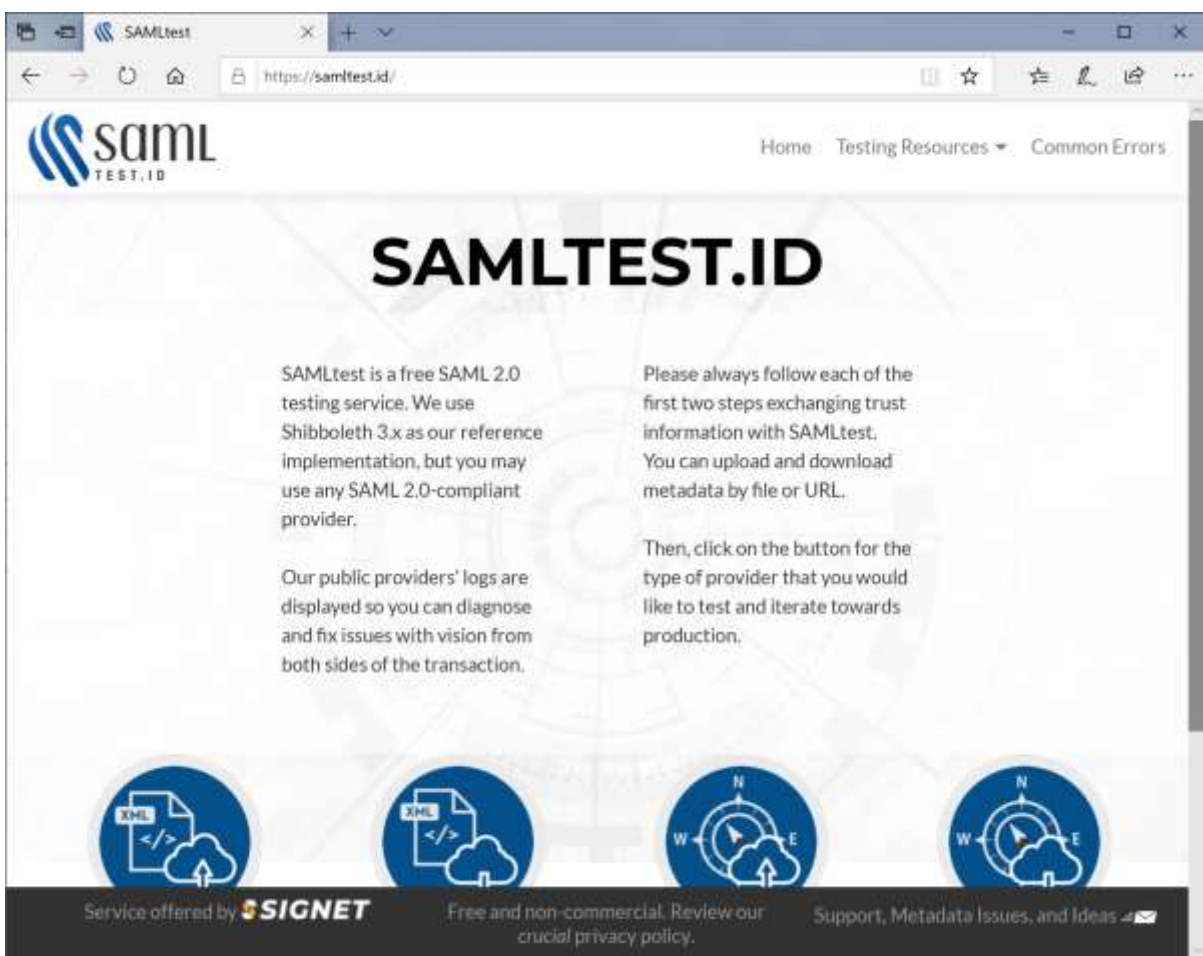 SAMLtest
https://samltest.id/
saml
TEST.ID
Home Testing Resources Common Errors
SAMLTEST.ID
SAMLtest is a free SAML 2.0
testing service. We use
Shibboleth 3.x as our reference
implementation, but you may
use any SAML 2.0-compliant
provider.
Our public providers' logs are
displayed so you can diagnose
and fix issues with vision from
both sides of the transaction.
Please always follow each of the
first two steps exchanging trust
information with SAMLtest.
You can upload and download
metadata by file or URL.
Then, click on the button for the
type of provider that you would
like to test and iterate towards
production.
XML
</>
XML
</>
N
W E
N
W E
Service offered by SIGNET
Free and non-commercial. Review our
crucial privacy policy.
Support, Metadata Issues, and Ideas